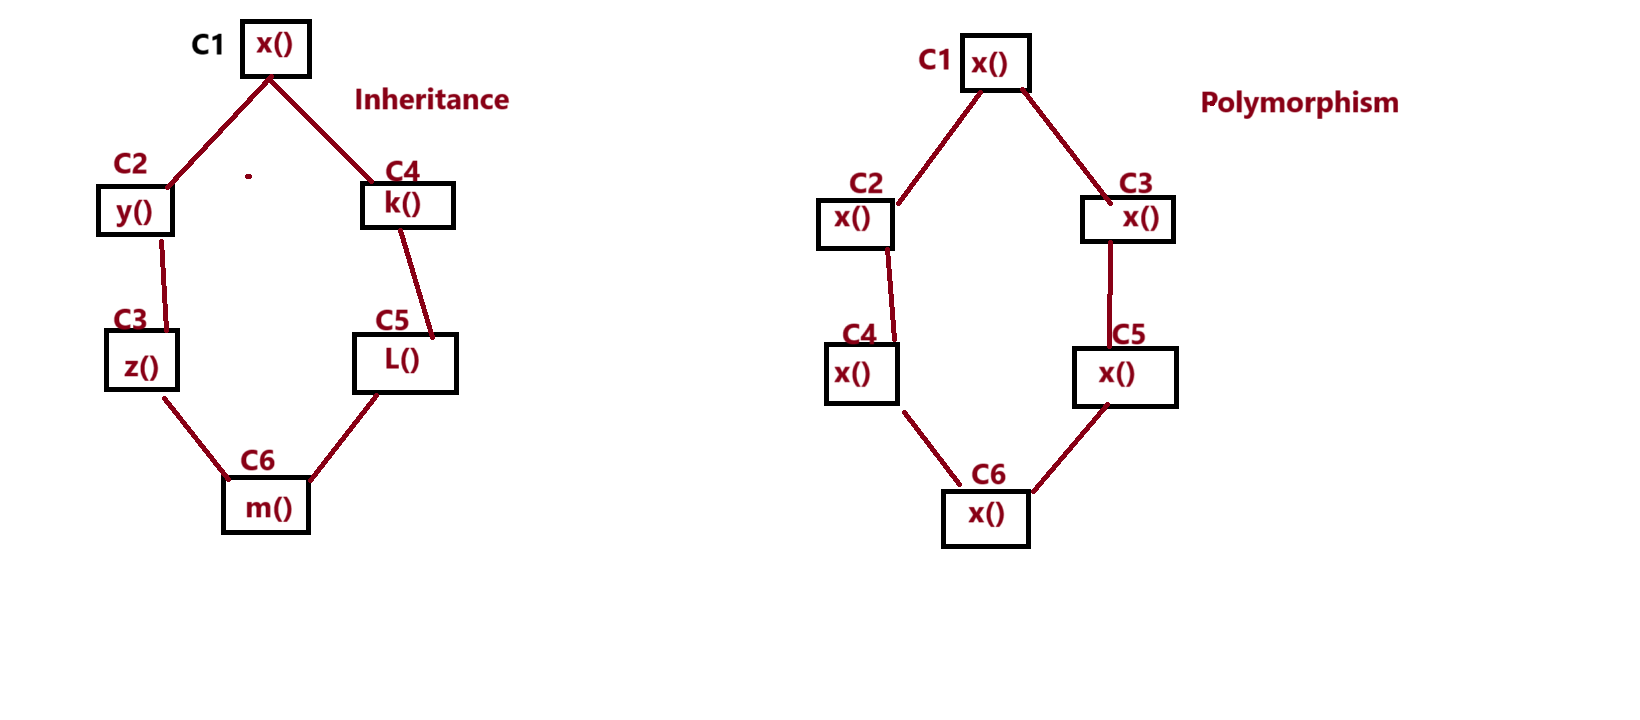 C1 x()
Inheritance
C2
y()
C4
k()
C3
z()
C5
L()
C6
m()
C1 x()
Polymorphism
C2
x()
C3
x()
C4
x()
C5
x()
C6
x()